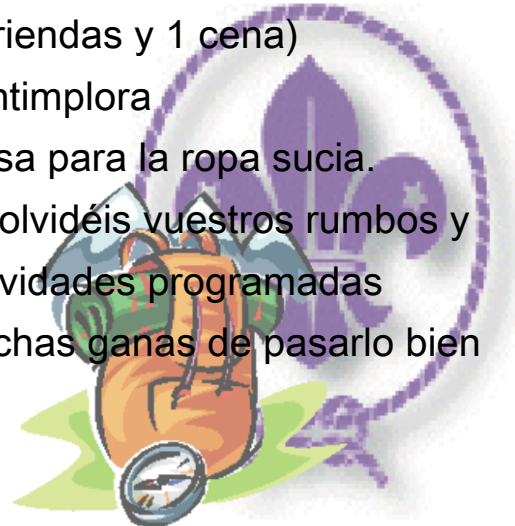 riendas y 1 cena)
ntimplora
sa para la ropa sucia.
olvidéis vuestros rumbos y
vidades programadas
chas ganas de pasarlo bien